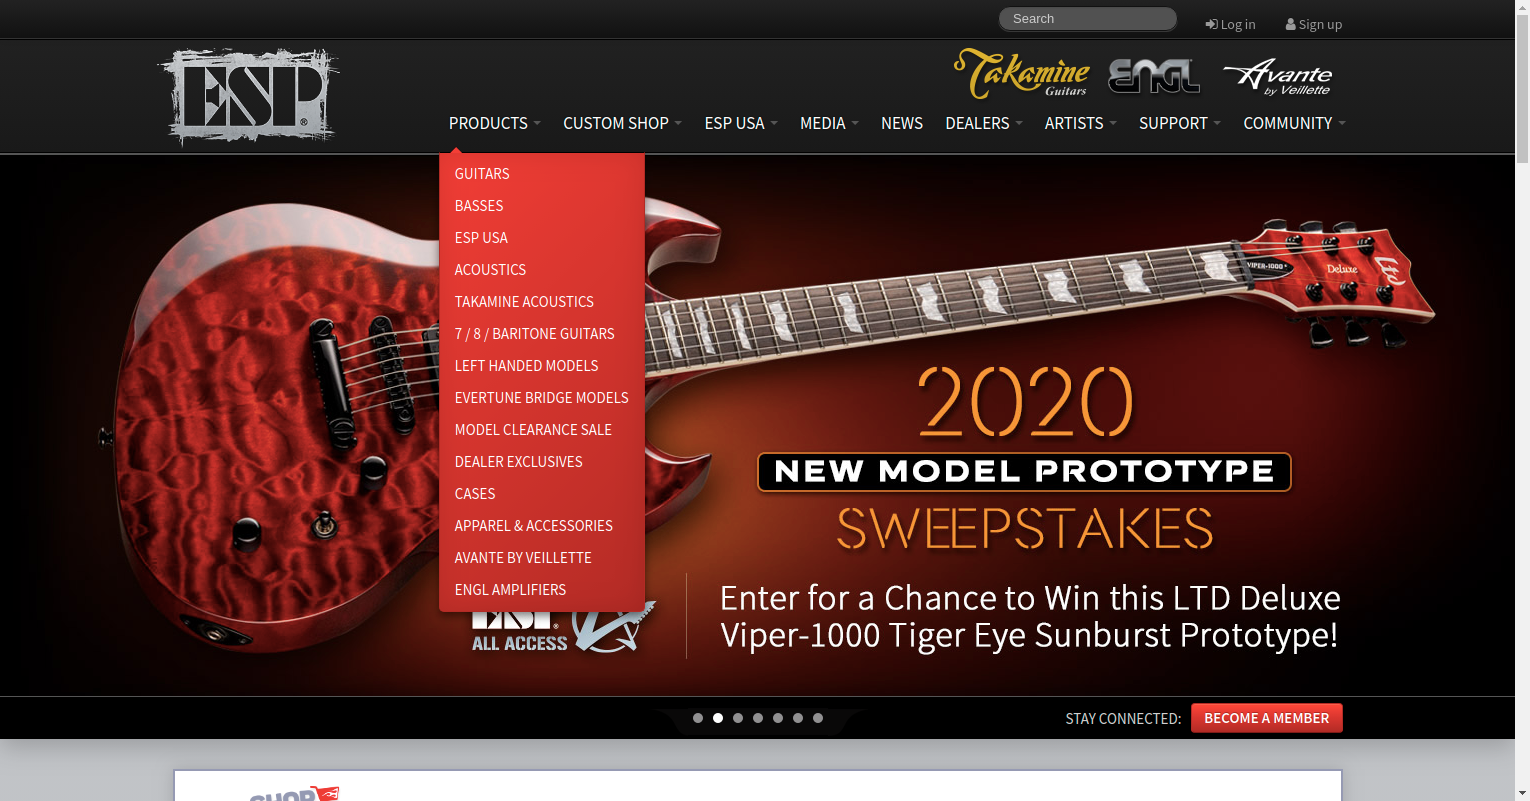 Search
Log in
Sign up
ESP
Takamine
Guitars
ENGL
Avante
by Veillette
PRODUCTS
CUSTOM SHOP
ESP USA
MEDIA
NEWS
DEALERS
ARTISTS
SUPPORT
COMMUNITY
GUITARS
BASSES
ESP USA
ACOUSTICS
TAKAMINE ACOUSTICS
7 / 8 / BARITONE GUITARS
LEFT HANDED MODELS
EVERTUNE BRIDGE MODELS
MODEL CLEARANCE SALE
DEALER EXCLUSIVES
CASES
APPAREL & ACCESSORIES
AVANTE BY VEILLETTE
ENGL AMPLIFIERS
VIPER-1000
Deluxe
Ltd
2020
NEW MODEL PROTOTYPE
SWEEPSTAKES
Enter for a Chance to Win this LTD Deluxe
Viper-1000 Tiger Eye Sunburst Prototype!
ESP
ALL ACCESS
STAY CONNECTED:
BECOME A MEMBER
SHOP